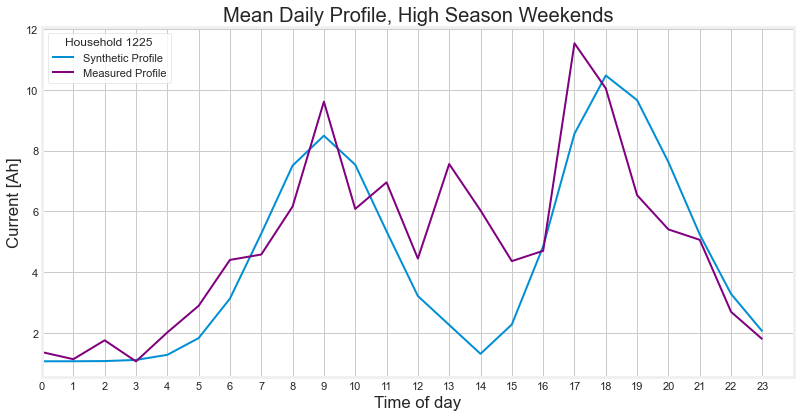 Mean Daily Profile, High Season Weekends
Household 1225
Synthetic Profile
Measured Profile
Current [Ah]
12
10
8
6
4
2
0 1 2 3 4 5 6 7 8 9 10 11 12 13 14 15 16 17 18 19 20 21 22 23
Time of day